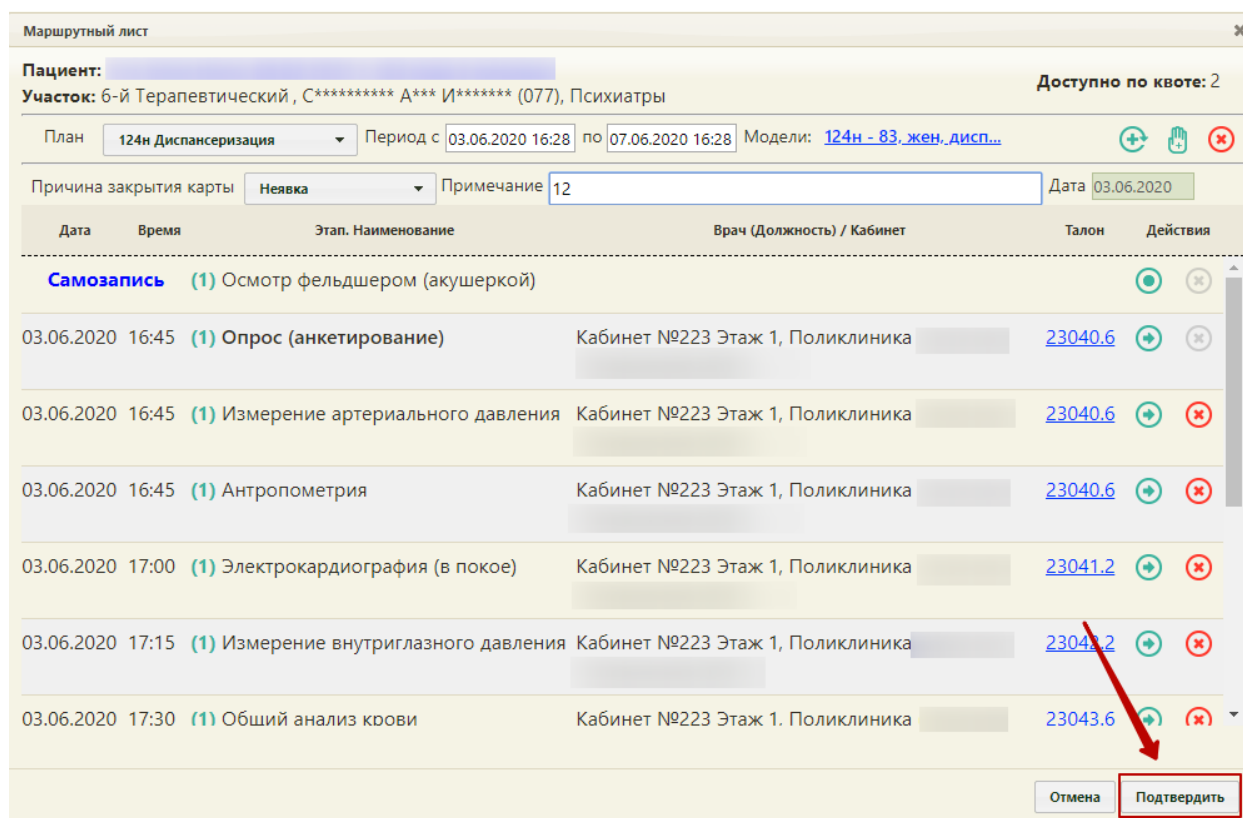 Маршрутный лист
Пациент:
Участок: 6-й Терапевтический , С********** А*** И******* (077), Психиатры
Доступно по квоте: 2
План 124н Диспансеризация Период с 03.06.2020 16:28 по 07.06.2020 16:28 Модели: 124н - 83, жен, дисп...
Причина закрытия карты Неявка Примечание 12 Дата 03.06.2020
Дата Время Этап. Наименование Врач (Должность) / Кабинет Талон Действия
Самозапись (1) Осмотр фельдшером (акушеркой)
03.06.2020 16:45 (1) Опрос (анкетирование) Кабинет №223 Этаж 1, Поликлиника 23040.6
03.06.2020 16:45 (1) Измерение артериального давления Кабинет №223 Этаж 1, Поликлиника 23040.6
03.06.2020 16:45 (1) Антропометрия Кабинет №223 Этаж 1, Поликлиника 23040.6
03.06.2020 17:00 (1) Электрокардиография (в покое) Кабинет №223 Этаж 1, Поликлиника 23041.2
03.06.2020 17:15 (1) Измерение внутриглазного давления Кабинет №223 Этаж 1, Поликлиника 23042.2
03.06.2020 17:30 (1) Общий анализ крови Кабинет №223 Этаж 1. Поликлиника 23043.6
Отмена Подтвердить